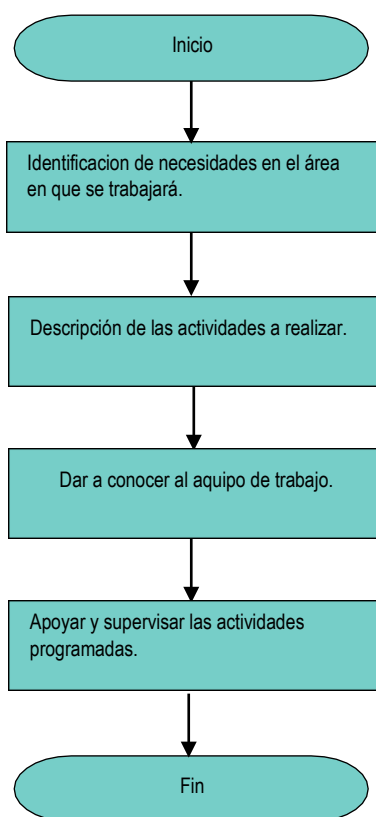 Inicio
Identificacion de necesidades en el área
en que se trabajará.
Descripción de las actividades a realizar.
Dar a conocer al aquipo de trabajo.
Apoyar y supervisar las actividades
programadas.
Fin